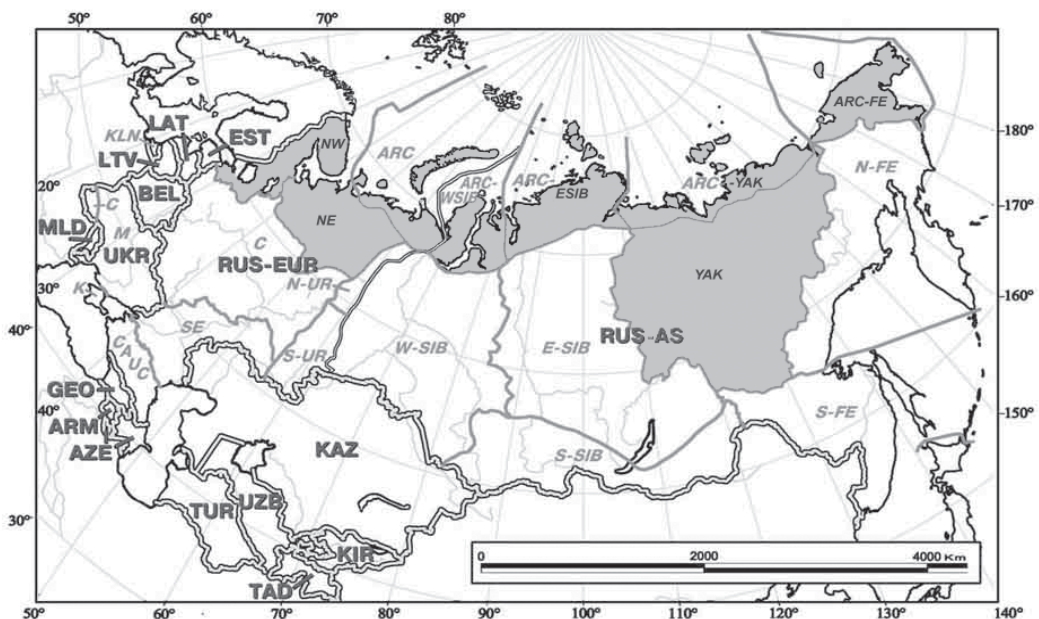 50° 60° 70° 80°
LAT
KLN
EST
NW
ARC
ARC-FE
180°
LTV
BEL
N-FE
ARC-
WSIB
ARC-
ESIB
ARC
-YAK
20°
C
170°
MLD
M
UKR
NE
C
RUS-EUR
YAK
30°
K
N-UR
160°
40°
SE
RUS-AS
C
A
U
C
S-UR
W-SIB
E-SIB
GEO
S-FE
150°
40°
ARM
AZE
KAZ
S-SIB
TUR
UZB
30°
KIR
0 2000 4000 Km
TAD
50° 60° 70° 80° 90° 100° 110° 120° 130° 140°